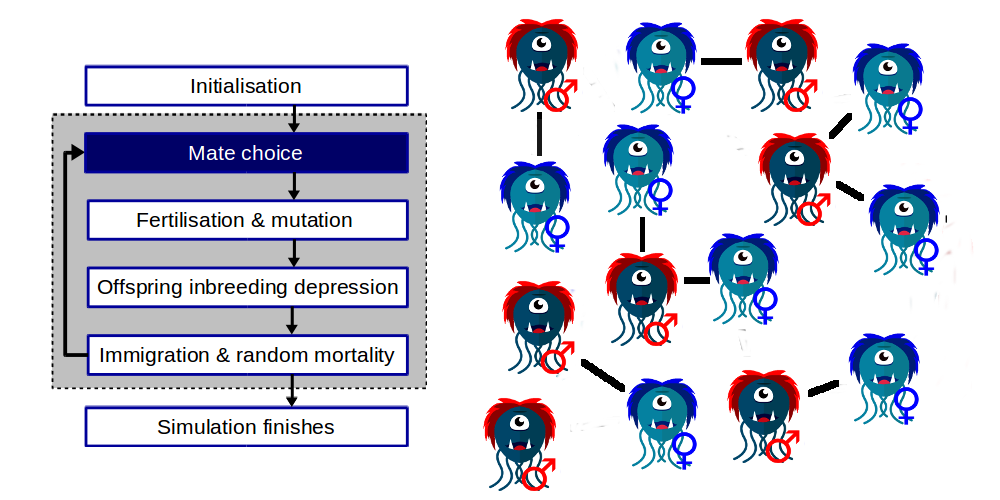 Initialisation
Mate choice
Fertilisation & mutation
Offspring inbreeding depression
Immigration & random mortality
Simulation finishes